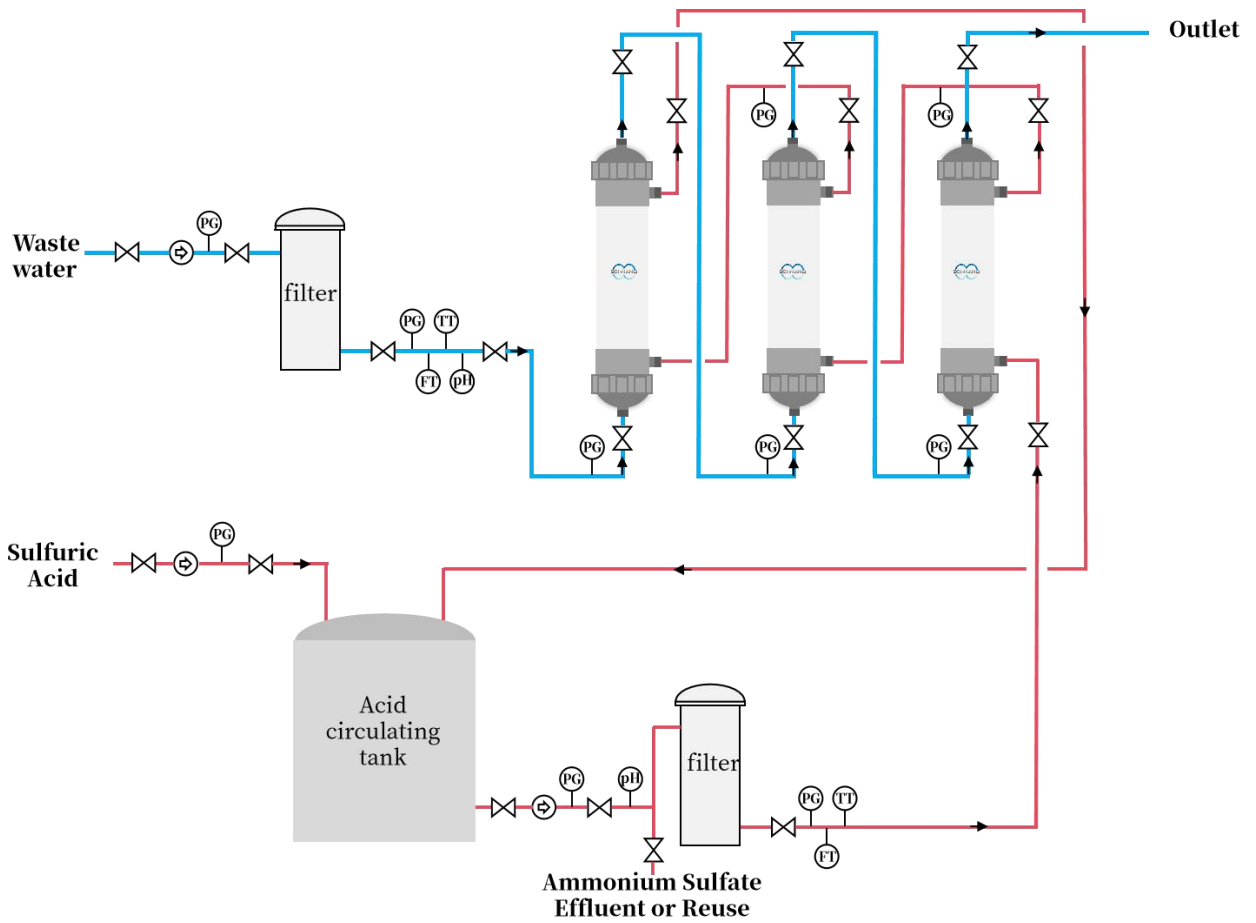 Outlet
PG
PG
PG
Waste
water
filter
PG
TT
FT
pH
PG
PG
PG
PG
Sulfuric
Acid
Acid
circulating
tank
PG
pH
filter
PG
TT
FT
Ammonium Sulfate
Effluent or Reuse